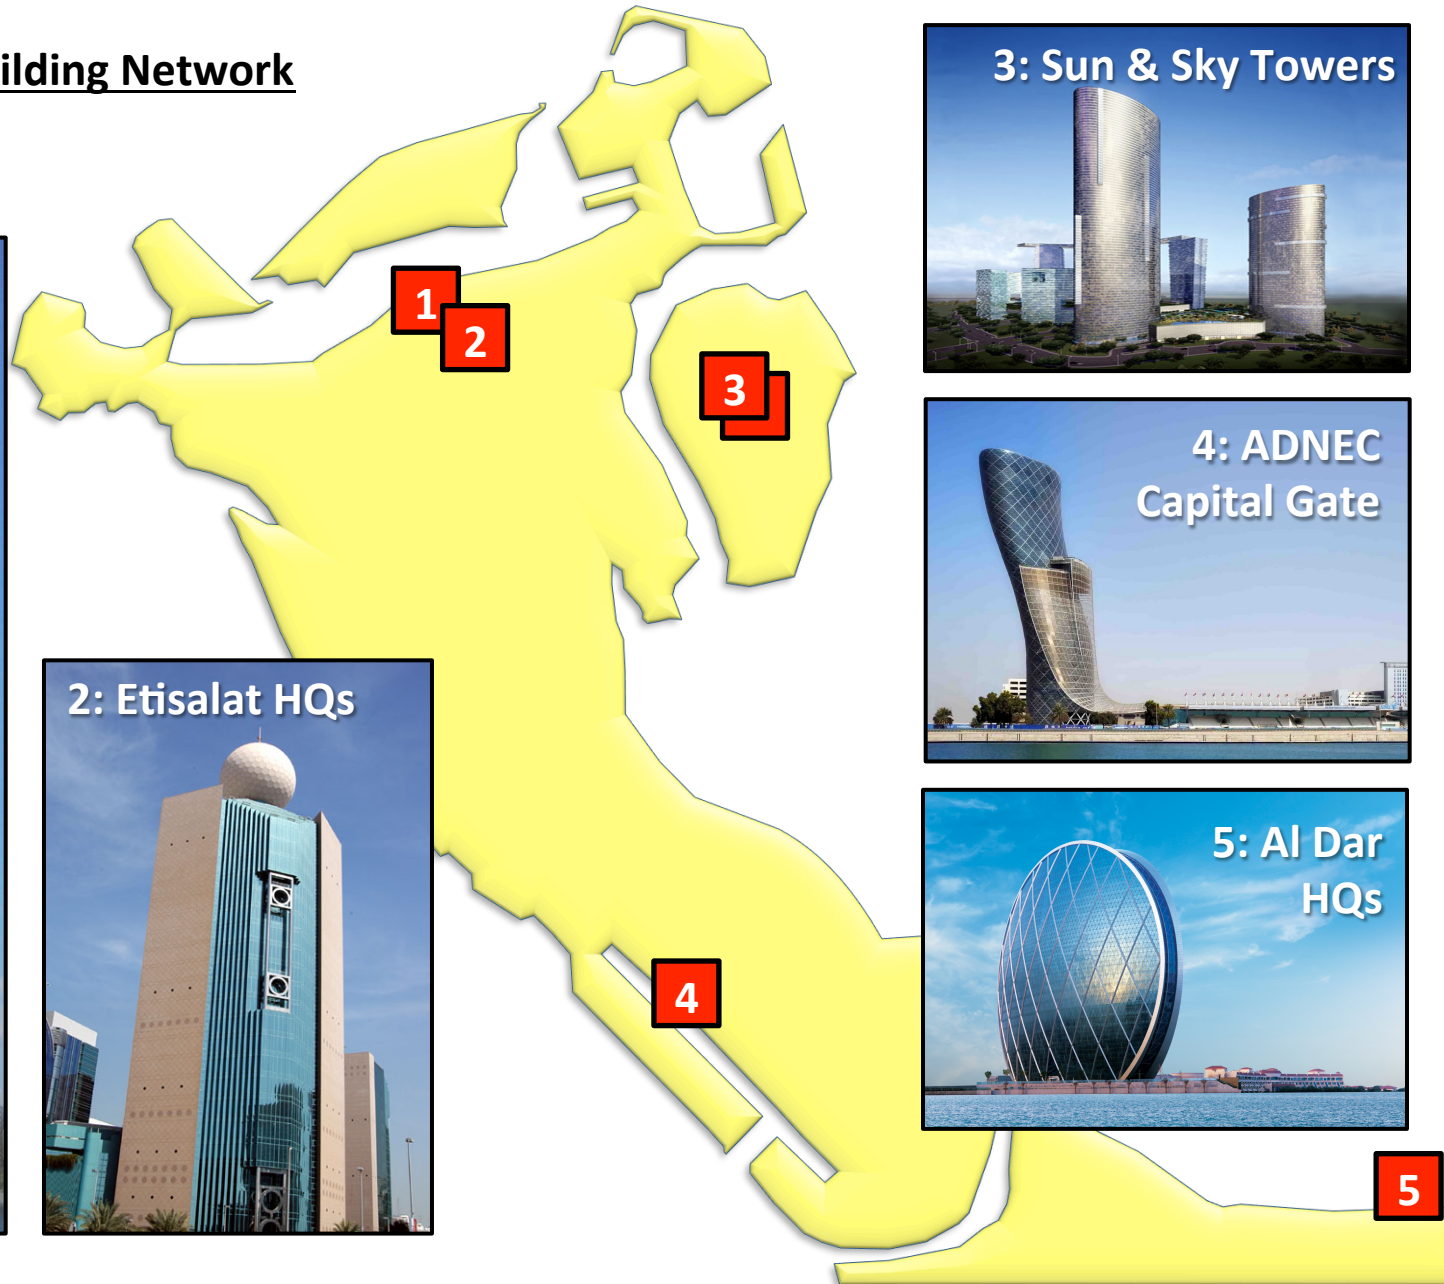 ilding Network
3: Sun & Sky Towers
1
2
3
4: ADNEC
Capital Gate
2: Etisalat HQs
5: Al Dar
HQs
4
5